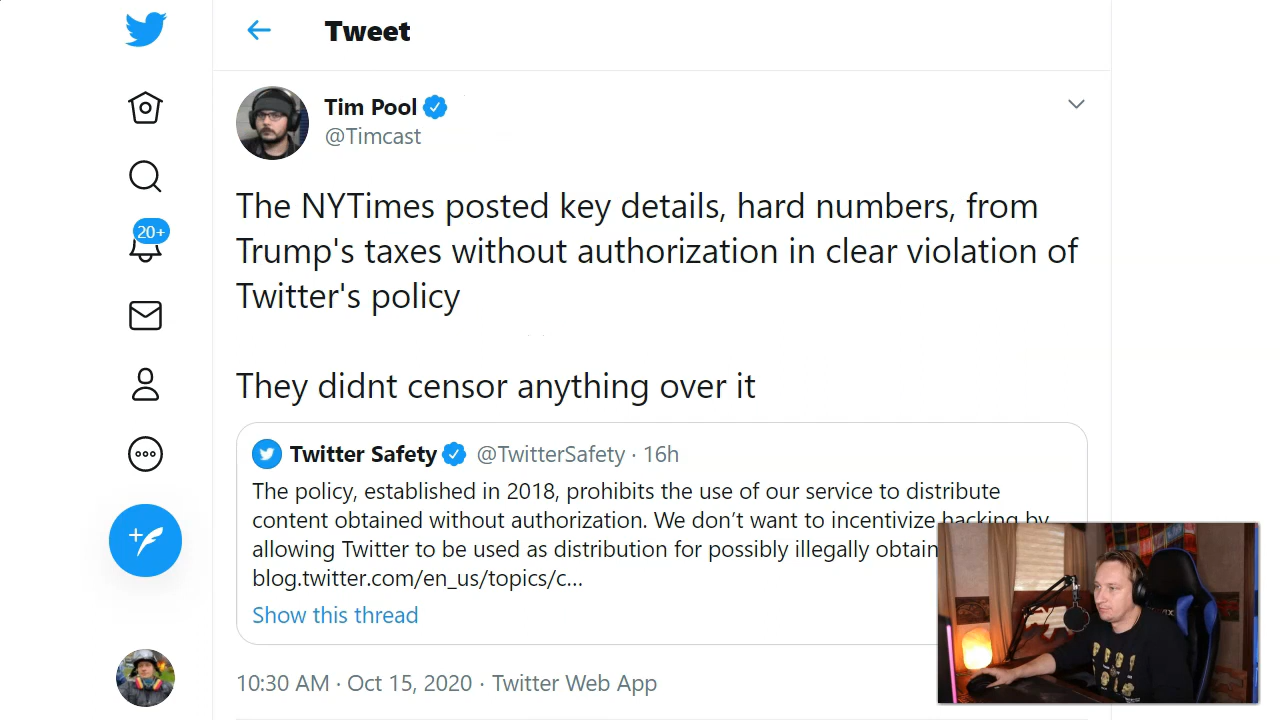 Tweet
Tim Pool
@Timcast
The NYTimes posted key details, hard numbers, from
Trump's taxes without authorization in clear violation of
Twitter's policy
They didnt censor anything over it
Twitter Safety @TwitterSafety · 16h
The policy, established in 2018, prohibits the use of our service to distribute
content obtained without authorization. We don’t want to incentivize hacking by
allowing Twitter to be used as distribution for possibly illegally obtain
blog.twitter.com/en_us/topics/c...
Show this thread
10:30 AM · Oct 15, 2020 · Twitter Web App
20+